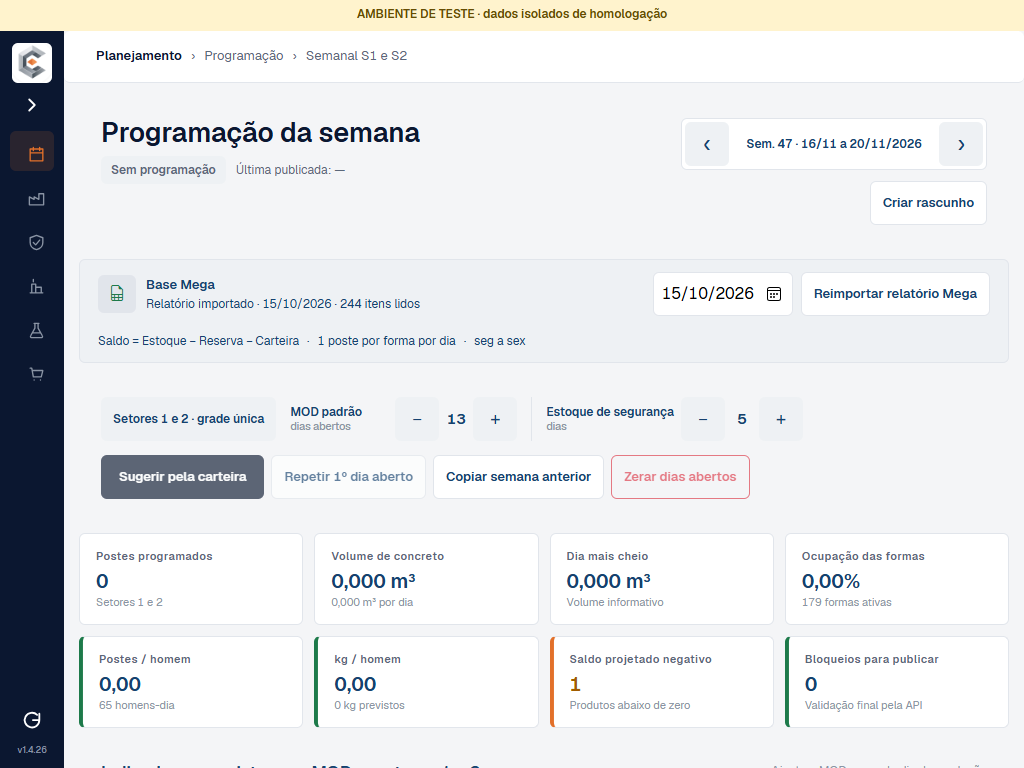 AMBIENTE DE TESTE · dados isolados de homologação
Planejamento › Programação › Semanal S1 e S2
Programação da semana
Sem programação Última publicada: —
‹ Sem. 47 · 16/11 a 20/11/2026 ›
Criar rascunho
Base Mega
Relatório importado · 15/10/2026 · 244 itens lidos
15/10/2026 Reimportar relatório Mega
Saldo = Estoque – Reserva – Carteira · 1 poste por forma por dia · seg a sex
Setores 1 e 2 · grade única
MOD padrão
dias abertos
− 13 +
Estoque de segurança
dias
− 5 +
Sugerir pela carteira Repetir 1º dia aberto Copiar semana anterior Zerar dias abertos
Postes programados
0
Setores 1 e 2
Volume de concreto
0,000 m³
0,000 m³ por dia
Dia mais cheio
0,000 m³
Volume informativo
Ocupação das formas
0,00%
179 formas ativas
Postes / homem
0,00
65 homens-dia
kg / homem
0,00
0 kg previstos
Saldo projetado negativo
1
Produtos abaixo de zero
Bloqueios para publicar
0
Validação final pela API
v1.4.26